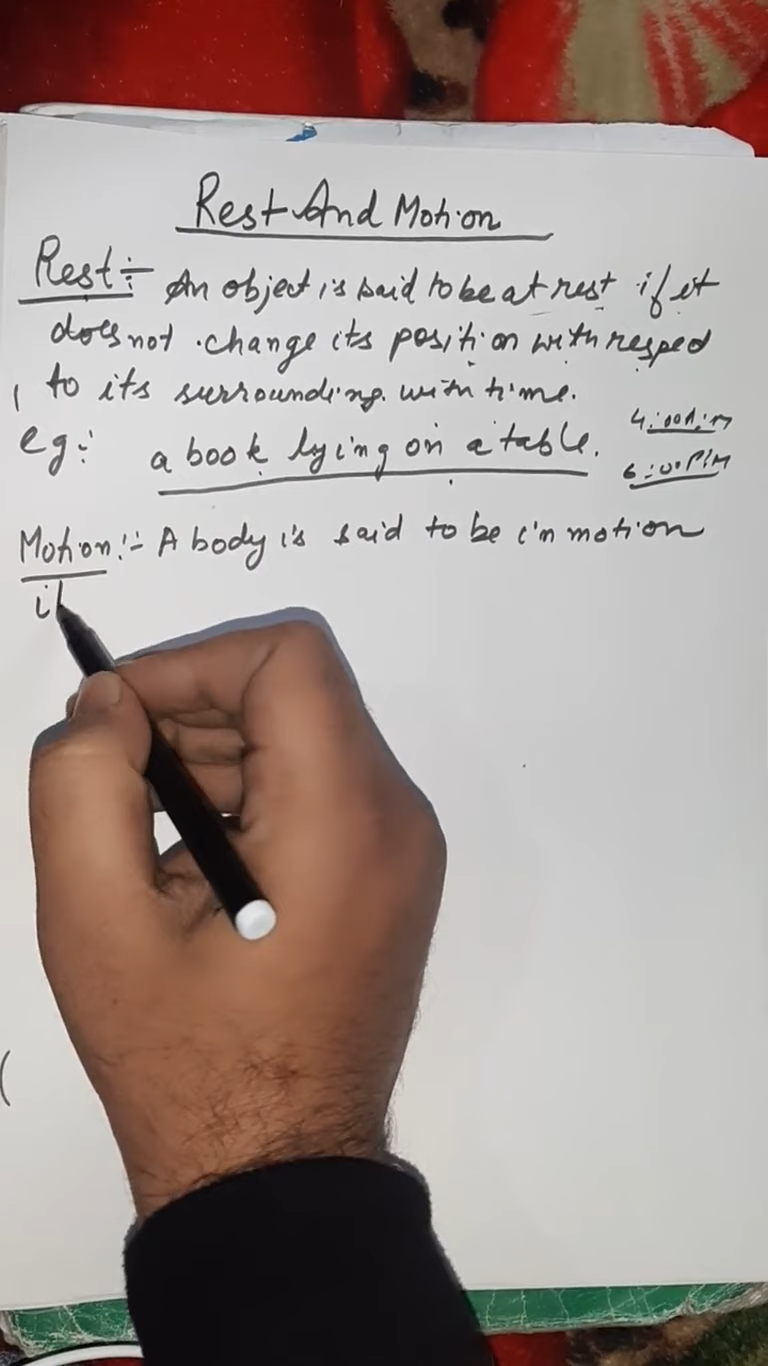 Rest And Motion
Rest:- An object is said to be at rest if it
does not change its position with respect
to its surrounding with time.
eg:- a book lying on a table.
4:00 A.M
6:00 P.M
Motion:- A body is said to be in motion
if